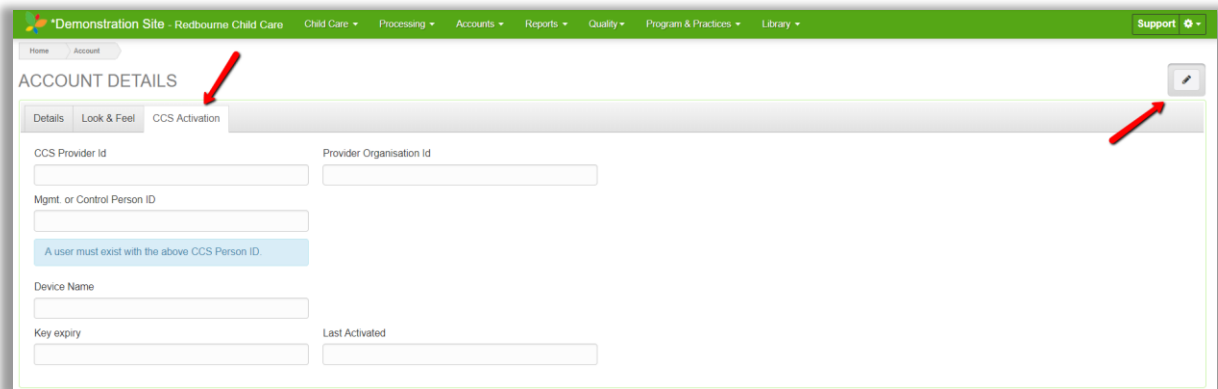 *Demonstration Site - Redbourne Child Care Child Care Processing Accounts Reports Quality Program & Practices Library Support
Home Account
ACCOUNT DETAILS
Details Look & Feel CCS Activation
CCS Provider Id Provider Organisation Id
Mgmt. or Control Person ID
A user must exist with the above CCS Person ID.
Device Name
Key expiry Last Activated